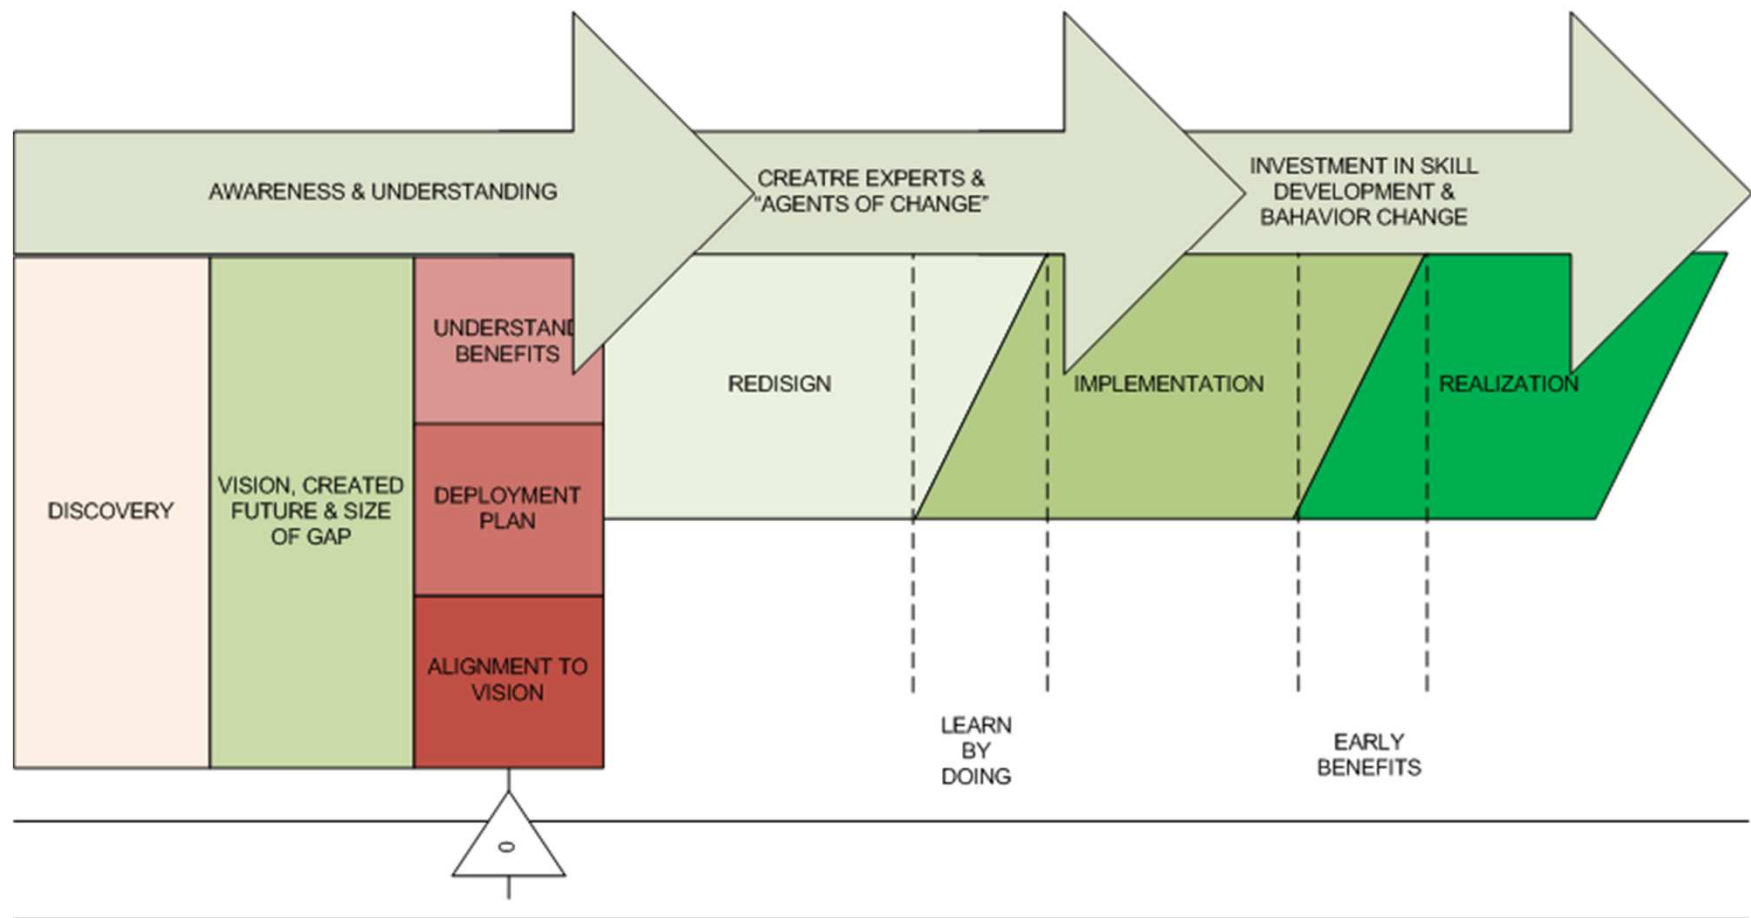 AWARENESS & UNDERSTANDING
CREATRE EXPERTS &
"AGENTS OF CHANGE"
INVESTMENT IN SKILL
DEVELOPMENT &
BAHAVIOR CHANGE
DISCOVERY
VISION, CREATED
FUTURE & SIZE
OF GAP
UNDERSTAND
BENEFITS
DEPLOYMENT
PLAN
ALIGNMENT TO
VISION
REDISIGN
IMPLEMENTATION
REALIZATION
LEARN
BY
DOING
EARLY
BENEFITS
0